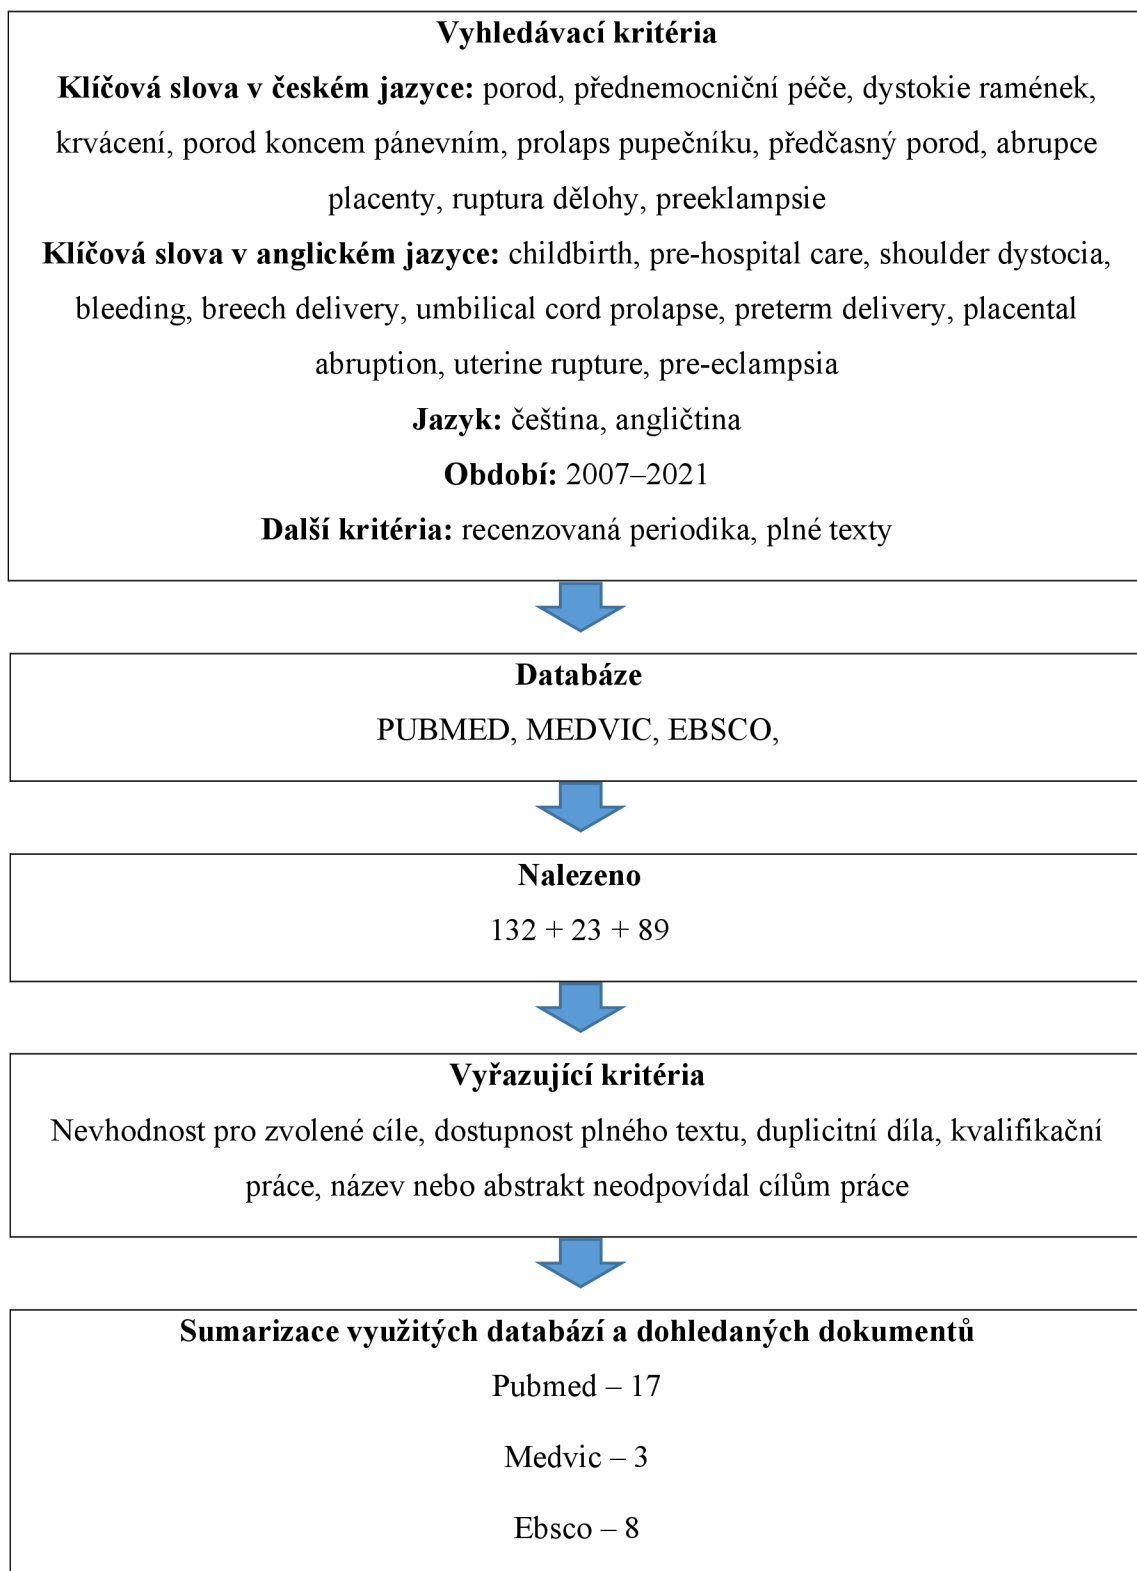 Vyhledávací kritéria
Klíčová slova v českém jazyce: porod, přednemocniční péče, dystokie ramének,
krvácení, porod koncem pánevním, prolaps pupečníku, předčasný porod, abrupce
placenty, ruptura dělohy, preeklampsie
Klíčová slova v anglickém jazyce: childbirth, pre-hospital care, shoulder dystocia,
bleeding, breech delivery, umbilical cord prolapse, preterm delivery, placental
abruption, uterine rupture, pre-eclampsia
Jazyk: čeština, angličtina
Období: 2007–2021
Další kritéria: recenzovaná periodika, plné texty
Databáze
PUBMED, MEDVIC, EBSCO,
Nalezeno
132 + 23 + 89
Vyřazující kritéria
Nevhodnost pro zvolené cíle, dostupnost plného textu, duplicitní díla, kvalifikační
práce, název nebo abstrakt neodpovídal cílům práce
Sumarizace využitých databází a dohledaných dokumentů
Pubmed – 17
Medvic – 3
Ebsco – 8